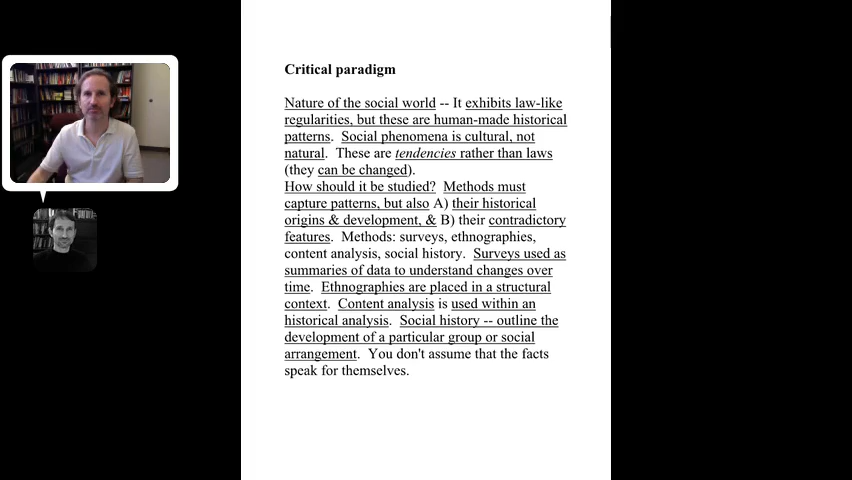 Critical paradigm
Nature of the social world -- It exhibits law-like
regularities, but these are human-made historical
patterns. Social phenomena is cultural, not
natural. These are tendencies rather than laws
(they can be changed).
How should it be studied? Methods must
capture patterns, but also A) their historical
origins & development, & B) their contradictory
features. Methods: surveys, ethnographies,
content analysis, social history. Surveys used as
summaries of data to understand changes over
time. Ethnographies are placed in a structural
context. Content analysis is used within an
historical analysis. Social history -- outline the
development of a particular group or social
arrangement. You don't assume that the facts
speak for themselves.